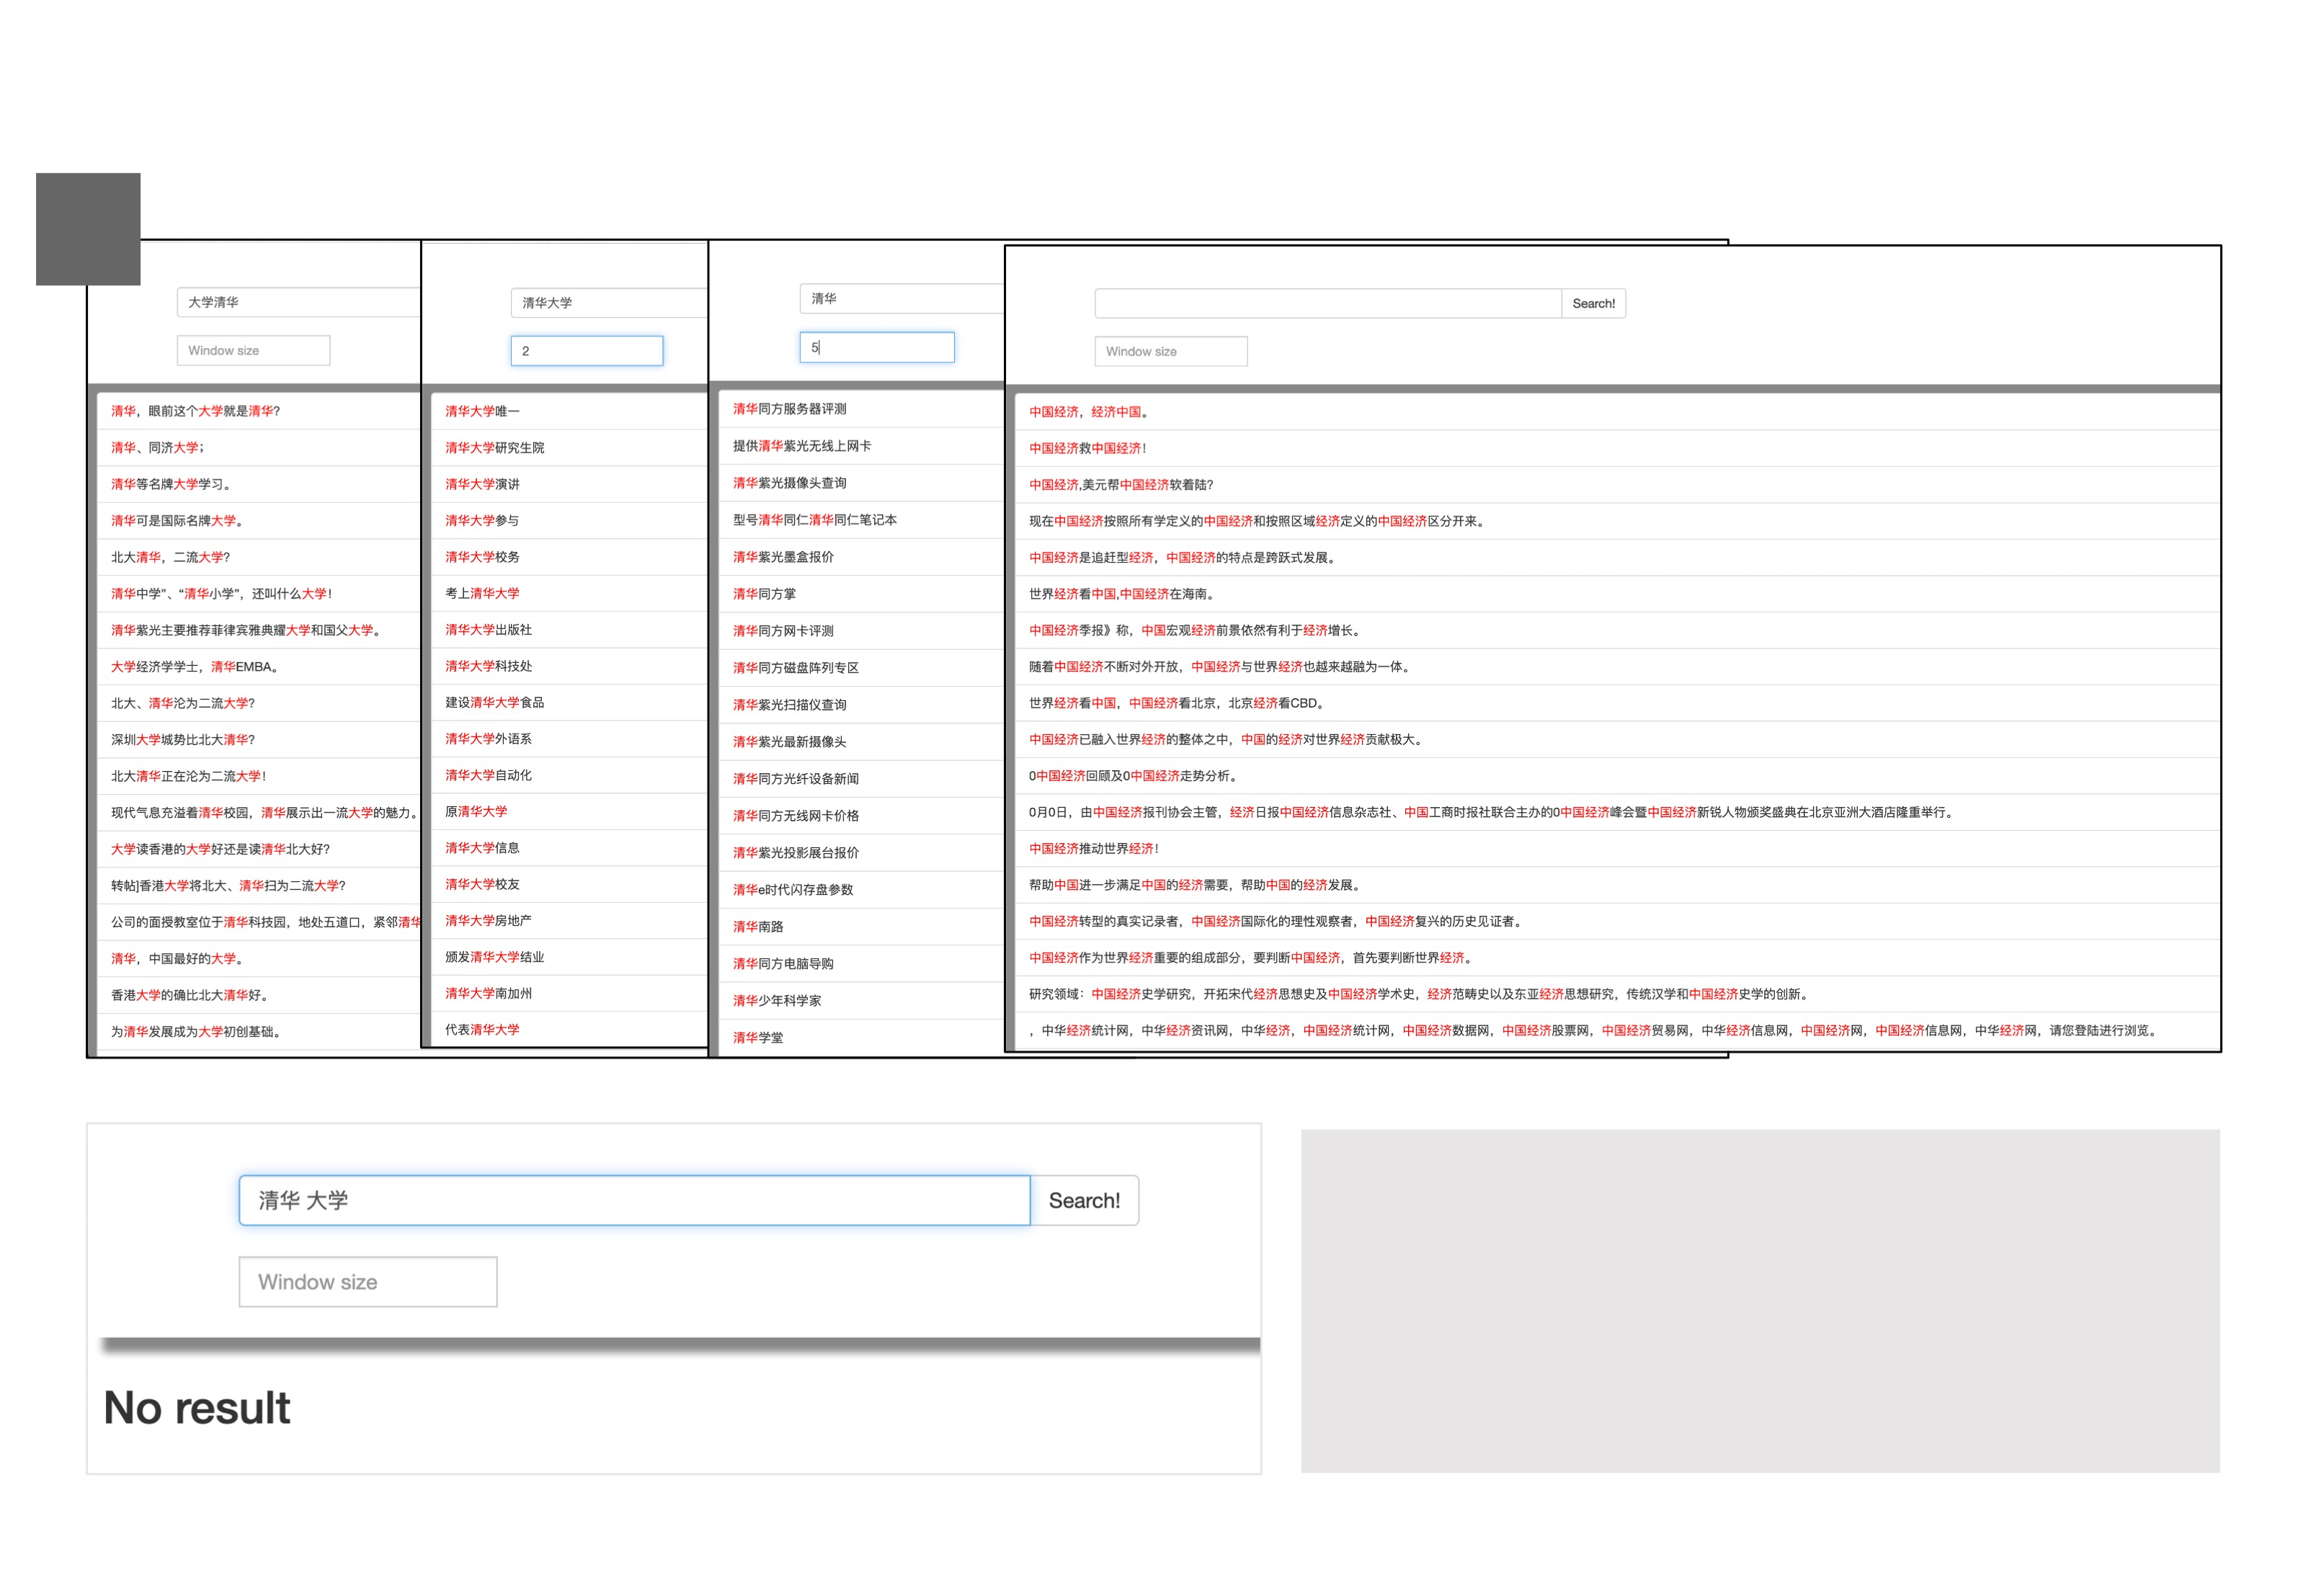 大学清华
Window size
清华，眼前这个大学就是清华?
清华、同济大学；
清华等名牌大学学习。
清华可是国际名牌大学。
北大清华，二流大学?
清华中学”、“清华小学”，还叫什么大学！
清华紫光主要推荐菲律宾雅典耀大学和国父大学。
大学经济学学士，清华EMBA。
北大、清华沦为二流大学?
深圳大学城势比北大清华?
北大清华正在沦为二流大学！
现代气息充溢着清华校园，清华展示出一流大学的魅力。
大学读香港的大学好还是读清华北大好?
转帖]香港大学将北大、清华扫为二流大学?
公司的面授教室位于清华科技园，地处五道口，紧邻清华
清华，中国最好的大学。
香港大学的确比北大清华好。
为清华发展成为大学初创基础。
清华大学
2
清华大学唯一
清华大学研究生院
清华大学演讲
清华大学参与
清华大学校务
考上清华大学
清华大学出版社
清华大学科技处
建设清华大学食品
清华大学外语系
清华大学自动化
原清华大学
清华大学信息
清华大学校友
清华大学房地产
颁发清华大学结业
清华大学南加州
代表清华大学
清华
5
清华同方服务器评测
提供清华紫光无线上网卡
清华紫光摄像头查询
型号清华同仁清华同仁笔记本
清华紫光墨盒报价
清华同方掌
清华同方网卡评测
清华同方磁盘阵列专区
清华紫光扫描仪查询
清华紫光最新摄像头
清华同方光纤设备新闻
清华同方无线网卡价格
清华紫光投影展台报价
清华e时代闪存盘参数
清华南路
清华同方电脑导购
清华少年科学家
清华学堂
Search!
Window size
中国经济，经济中国。
中国经济救中国经济！
中国经济,美元帮中国经济软着陆?
现在中国经济按照所有学定义的中国经济和按照区域经济定义的中国经济区分开来。
中国经济是追赶型经济，中国经济的特点是跨跃式发展。
世界经济看中国,中国经济在海南。
中国经济季报》称，中国宏观经济前景依然有利于经济增长。
随着中国经济不断对外开放，中国经济与世界经济也越来越融为一体。
世界经济看中国，中国经济看北京，北京经济看CBD。
中国经济已融入世界经济的整体之中，中国的经济对世界经济贡献极大。
0中国经济回顾及0中国经济走势分析。
0月0日，由中国经济报刊协会主管，经济日报中国经济信息杂志社、中国工商时报社联合主办的0中国经济峰会暨中国经济新锐人物颁奖盛典在北京亚洲大酒店隆重举行。
中国经济推动世界经济！
帮助中国进一步满足中国的经济需要，帮助中国的经济发展。
中国经济转型的真实记录者，中国经济国际化的理性观察者，中国经济复兴的历史见证者。
中国经济作为世界经济重要的组成部分，要判断中国经济，首先要判断世界经济。
研究领域：中国经济史学研究，开拓宋代经济思想史及中国经济学术史，经济范畴史以及东亚经济思想研究，传统汉学和中国经济史学的创新。
，中华经济统计网，中华经济资讯网，中华经济，中国经济统计网，中国经济数据网，中国经济股票网，中国经济贸易网，中华经济信息网，中国经济网，中国经济信息网，中华经济网，请您登陆进行浏览。
清华 大学
Search!
Window size
No result